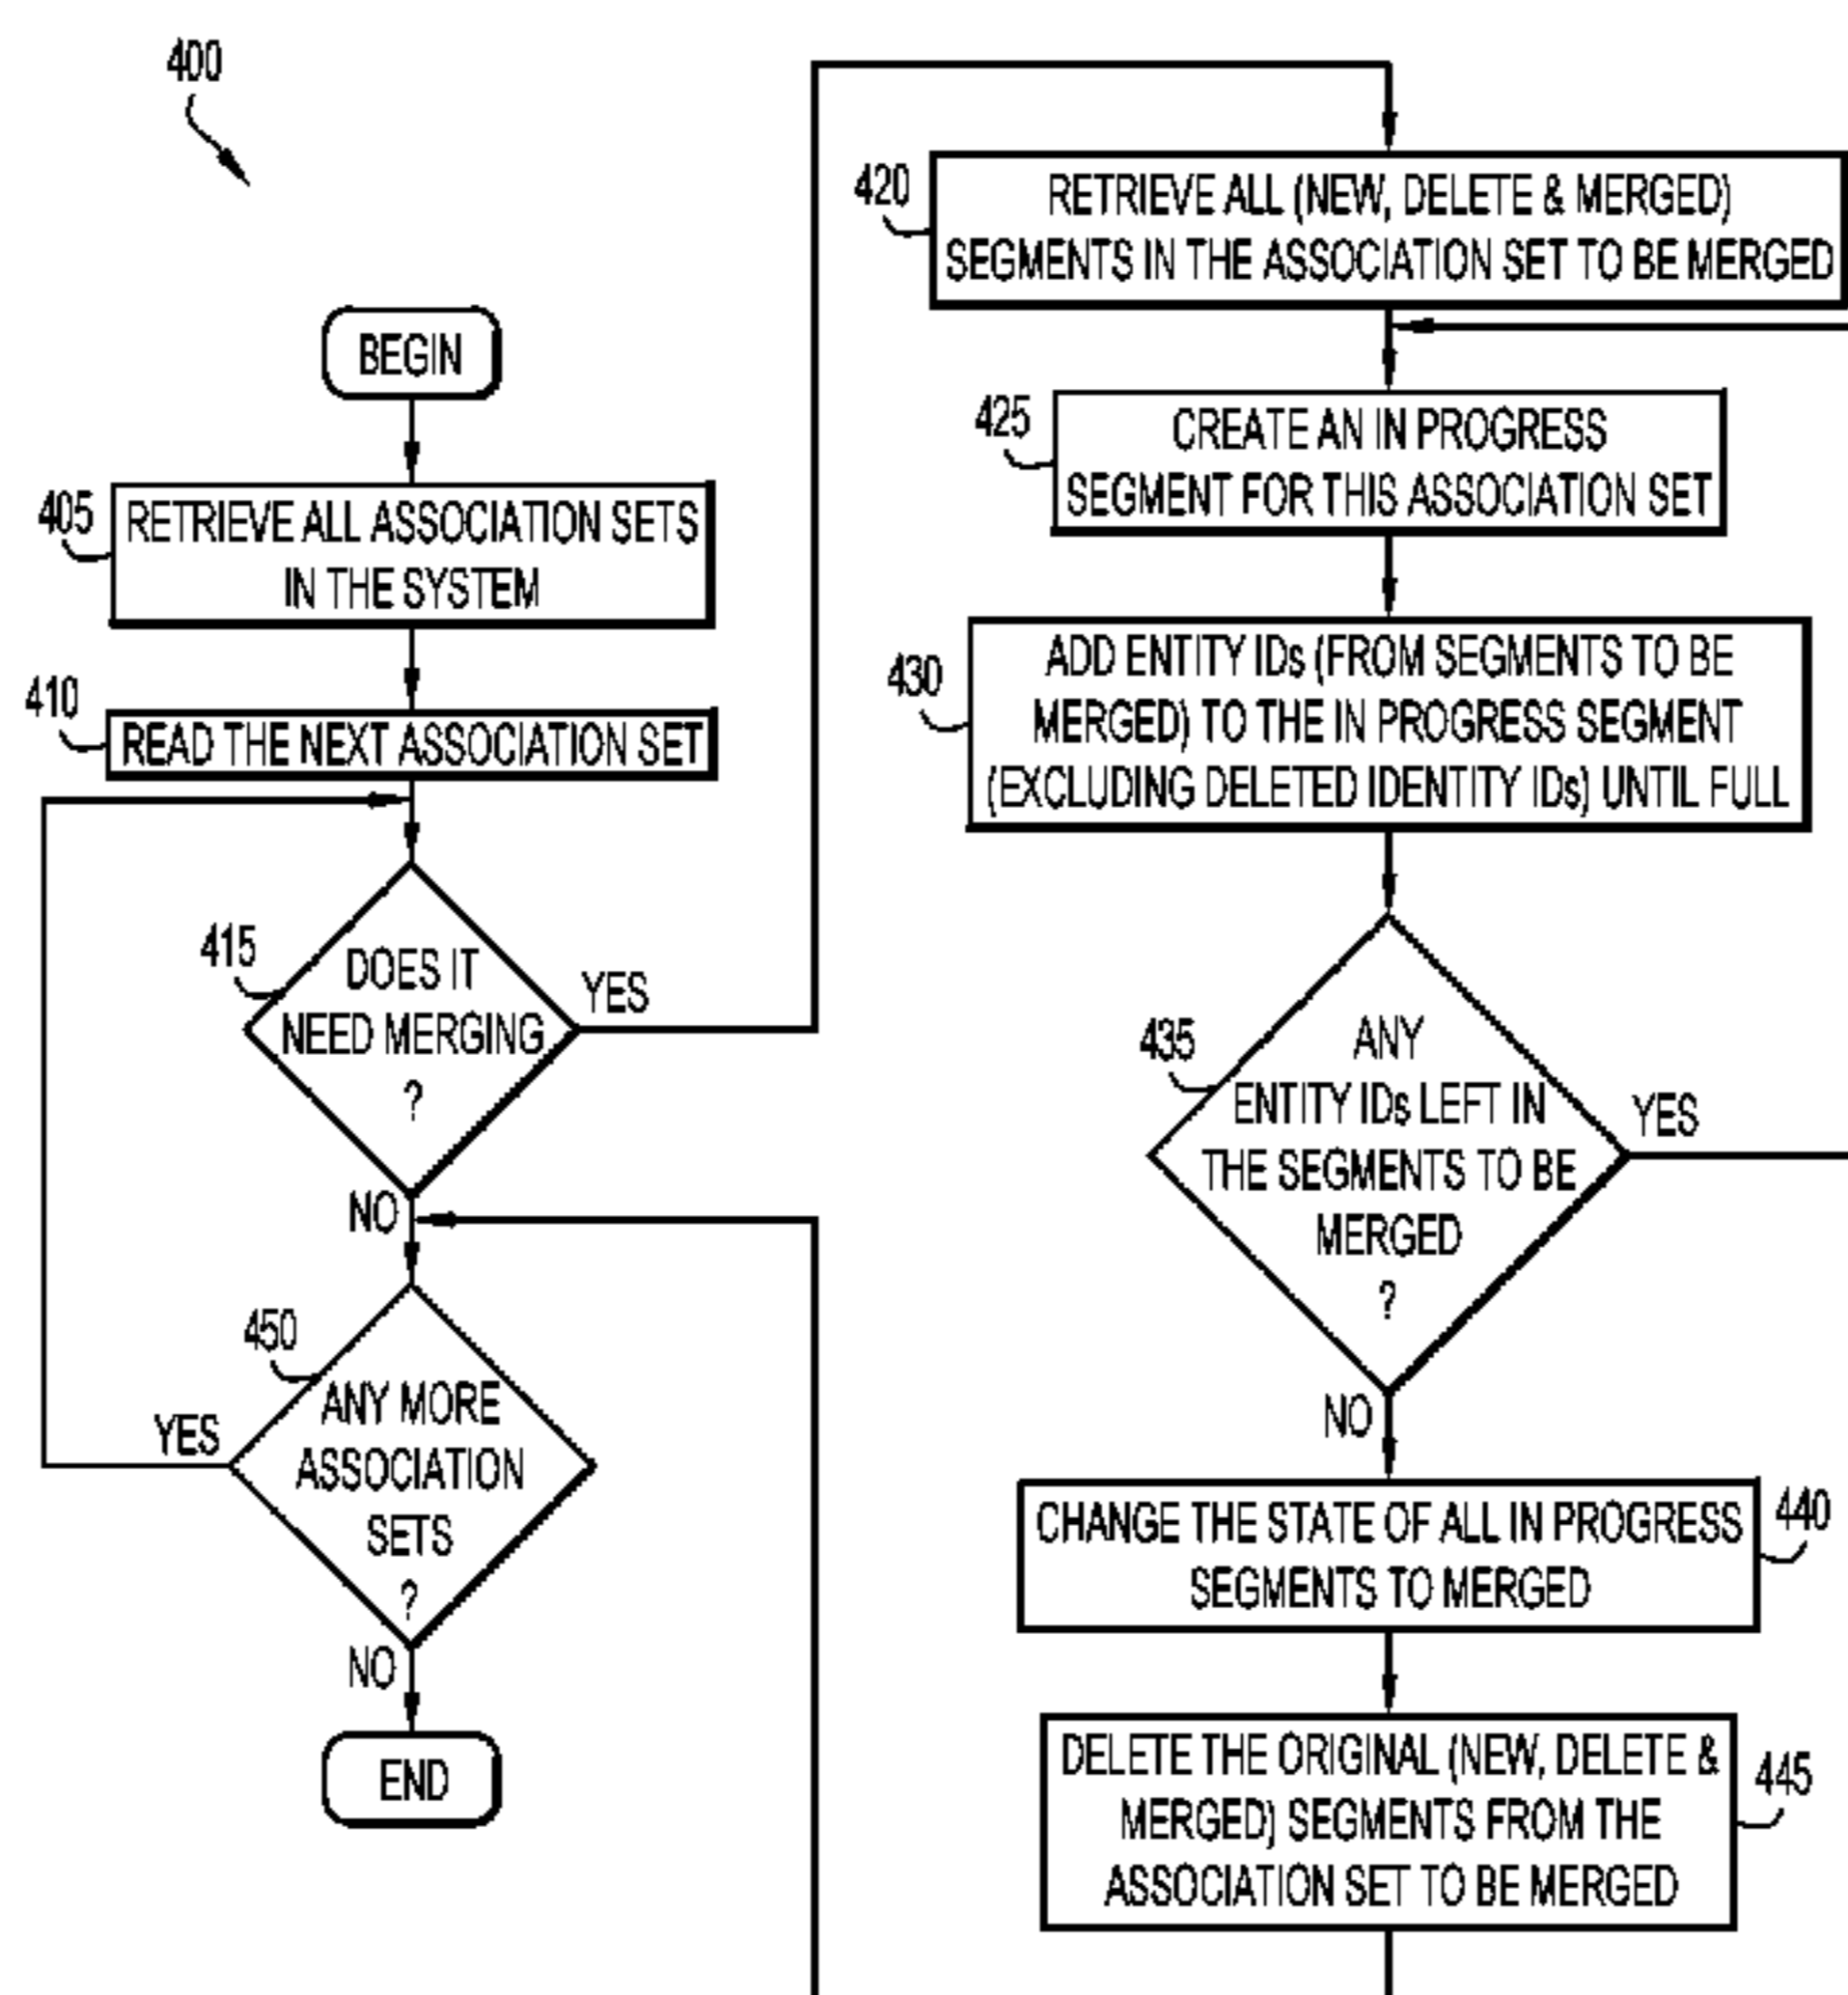 400
BEGIN
405
RETRIEVE ALL ASSOCIATION SETS
IN THE SYSTEM
410
READ THE NEXT ASSOCIATION SET
415
DOES IT
NEED MERGING
?
YES
NO
450
ANY MORE
ASSOCIATION
SETS
?
YES
NO
END
420
RETRIEVE ALL (NEW, DELETE & MERGED)
SEGMENTS IN THE ASSOCIATION SET TO BE MERGED
425
CREATE AN IN PROGRESS
SEGMENT FOR THIS ASSOCIATION SET
430
ADD ENTITY IDs (FROM SEGMENTS TO BE
MERGED) TO THE IN PROGRESS SEGMENT
(EXCLUDING DELETED IDENTITY IDs) UNTIL FULL
435
ANY
ENTITY IDs LEFT IN
THE SEGMENTS TO BE
MERGED
?
YES
NO
CHANGE THE STATE OF ALL IN PROGRESS
SEGMENTS TO MERGED
440
DELETE THE ORIGINAL (NEW, DELETE &
MERGED) SEGMENTS FROM THE
ASSOCIATION SET TO BE MERGED
445